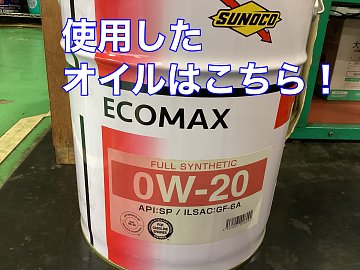 SUNOCO
使用した
オイルはこちら！
ECOMAX
FULL SYNTHETIC
0W-20
API:SP / ILSAC:GF-6A